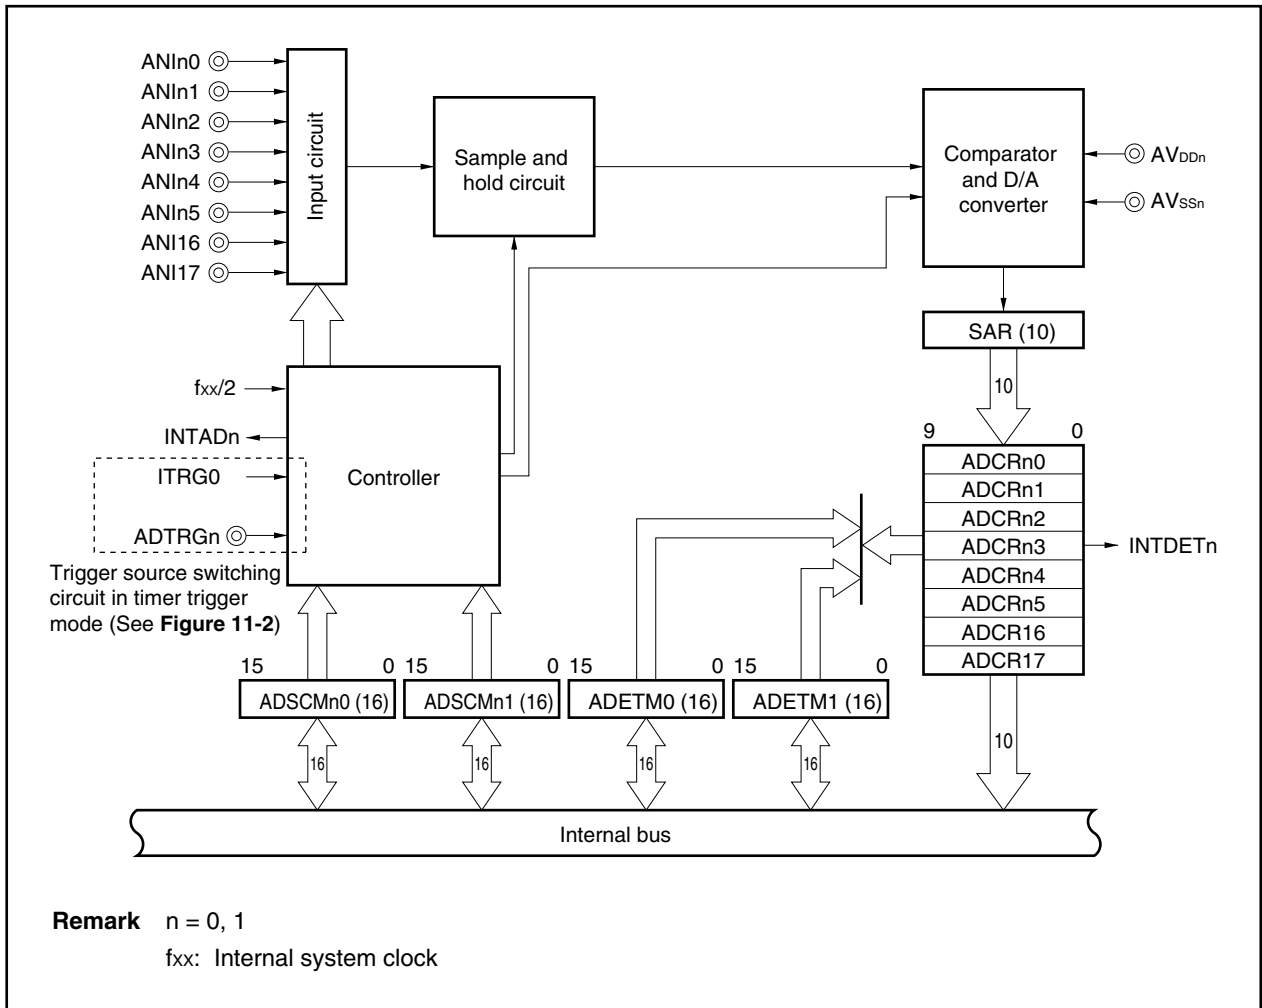 ANIn0
ANIn1
ANIn2
ANIn3
ANIn4
ANIn5
ANI16
ANI17
Input circuit
Sample and
hold circuit
Comparator
and D/A
converter
AVDDn
AVSSn
SAR (10)
10
fxx/2
INTADn
ITRG0
ADTRGn
Controller
Trigger source switching
circuit in timer trigger
mode (See Figure 11-2)
9 0
ADCRn0
ADCRn1
ADCRn2
ADCRn3
ADCRn4
ADCRn5
ADCR16
ADCR17
INTDETn
15 0 15 0 15 0 15 0
ADSCMn0 (16) ADSCMn1 (16) ADETM0 (16) ADETM1 (16)
16 16 16 16 10
Internal bus
Remark n = 0, 1
fxx: Internal system clock